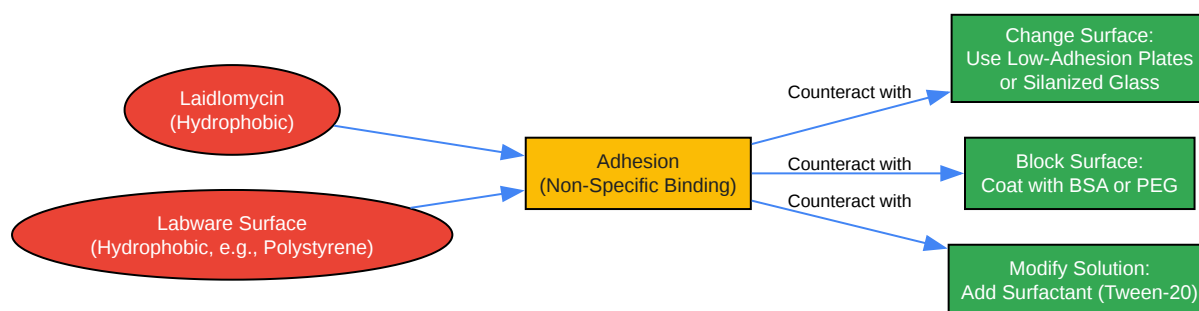 Laidlomycin
(Hydrophobic)
Labware Surface
(Hydrophobic, e.g., Polystyrene)
Adhesion
(Non-Specific Binding)
Counteract with
Counteract with
Counteract with
Change Surface:
Use Low-Adhesion Plates
or Silanized Glass
Block Surface:
Coat with BSA or PEG
Modify Solution:
Add Surfactant (Tween-20)